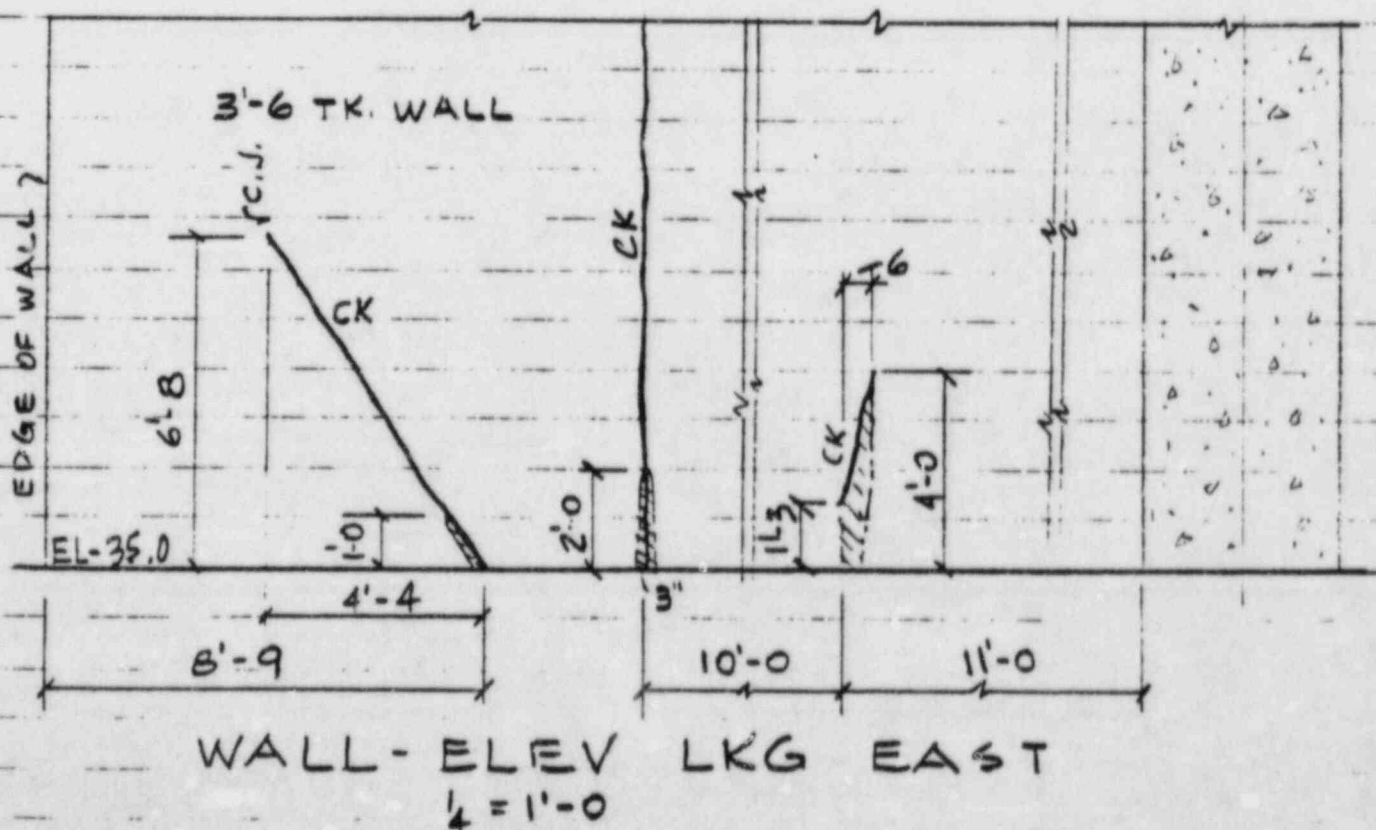 3'-6 TK. WALL
EDGE OF WALL
C.J.
CK
6'-8
1'-0
EL-35.0
4'-4
8'-9
CK
2'-0
3"
6
CK
1'-3
4'-0
10'-0
11'-0
WALL - ELEV LKG EAST
1/4 = 1'-0